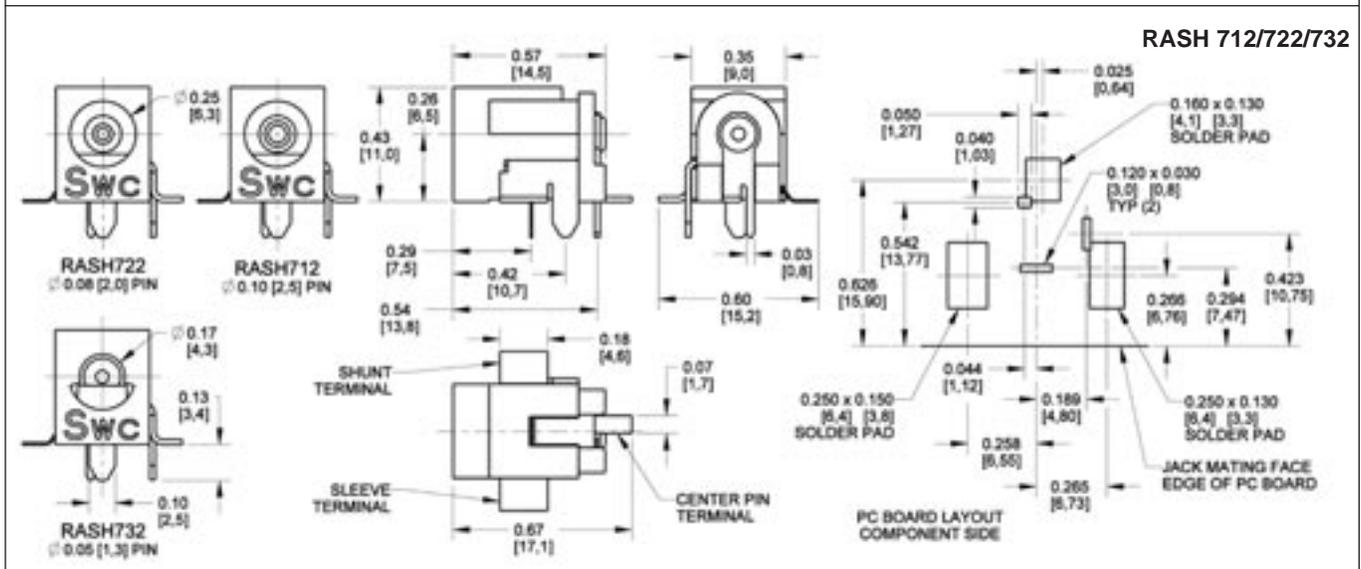 RASH 712/722/732
Ø0.25
[6,3]
Swc
RASH722
Ø0.08 [2,0] PIN
Swc
RASH712
Ø0.10 [2,5] PIN
0.57
[14,5]
0.26
[6,5]
0.43
[11,0]
0.29
[7,5]
0.42
[10,7]
0.54
[13,8]
0.35
[9,0]
0.03
[0,8]
0.60
[15,2]
0.025
[0,64]
0.050
[1,27]
0.040
[1,03]
0.160 x 0.130
[4,1] [3,3]
SOLDER PAD
0.120 x 0.030
[3,0] [0,8]
TYP (2)
0.542
[13,77]
0.626
[15,90]
0.266
[6,76]
0.294
[7,47]
0.423
[10,75]
0.044
[1,12]
0.189
[4,80]
0.250 x 0.150
[6,4] [3,8]
SOLDER PAD
0.250 x 0.130
[6,4] [3,3]
SOLDER PAD
0.258
[6,55]
0.265
[6,73]
JACK MATING FACE
EDGE OF PC BOARD
PC BOARD LAYOUT
COMPONENT SIDE
Ø0.17
[4,3]
Swc
0.13
[3,4]
0.10
[2,5]
RASH732
Ø0.05 [1,3] PIN
0.18
[4,6]
SHUNT
TERMINAL
0.07
[1,7]
SLEEVE
TERMINAL
CENTER PIN
TERMINAL
0.67
[17,1]